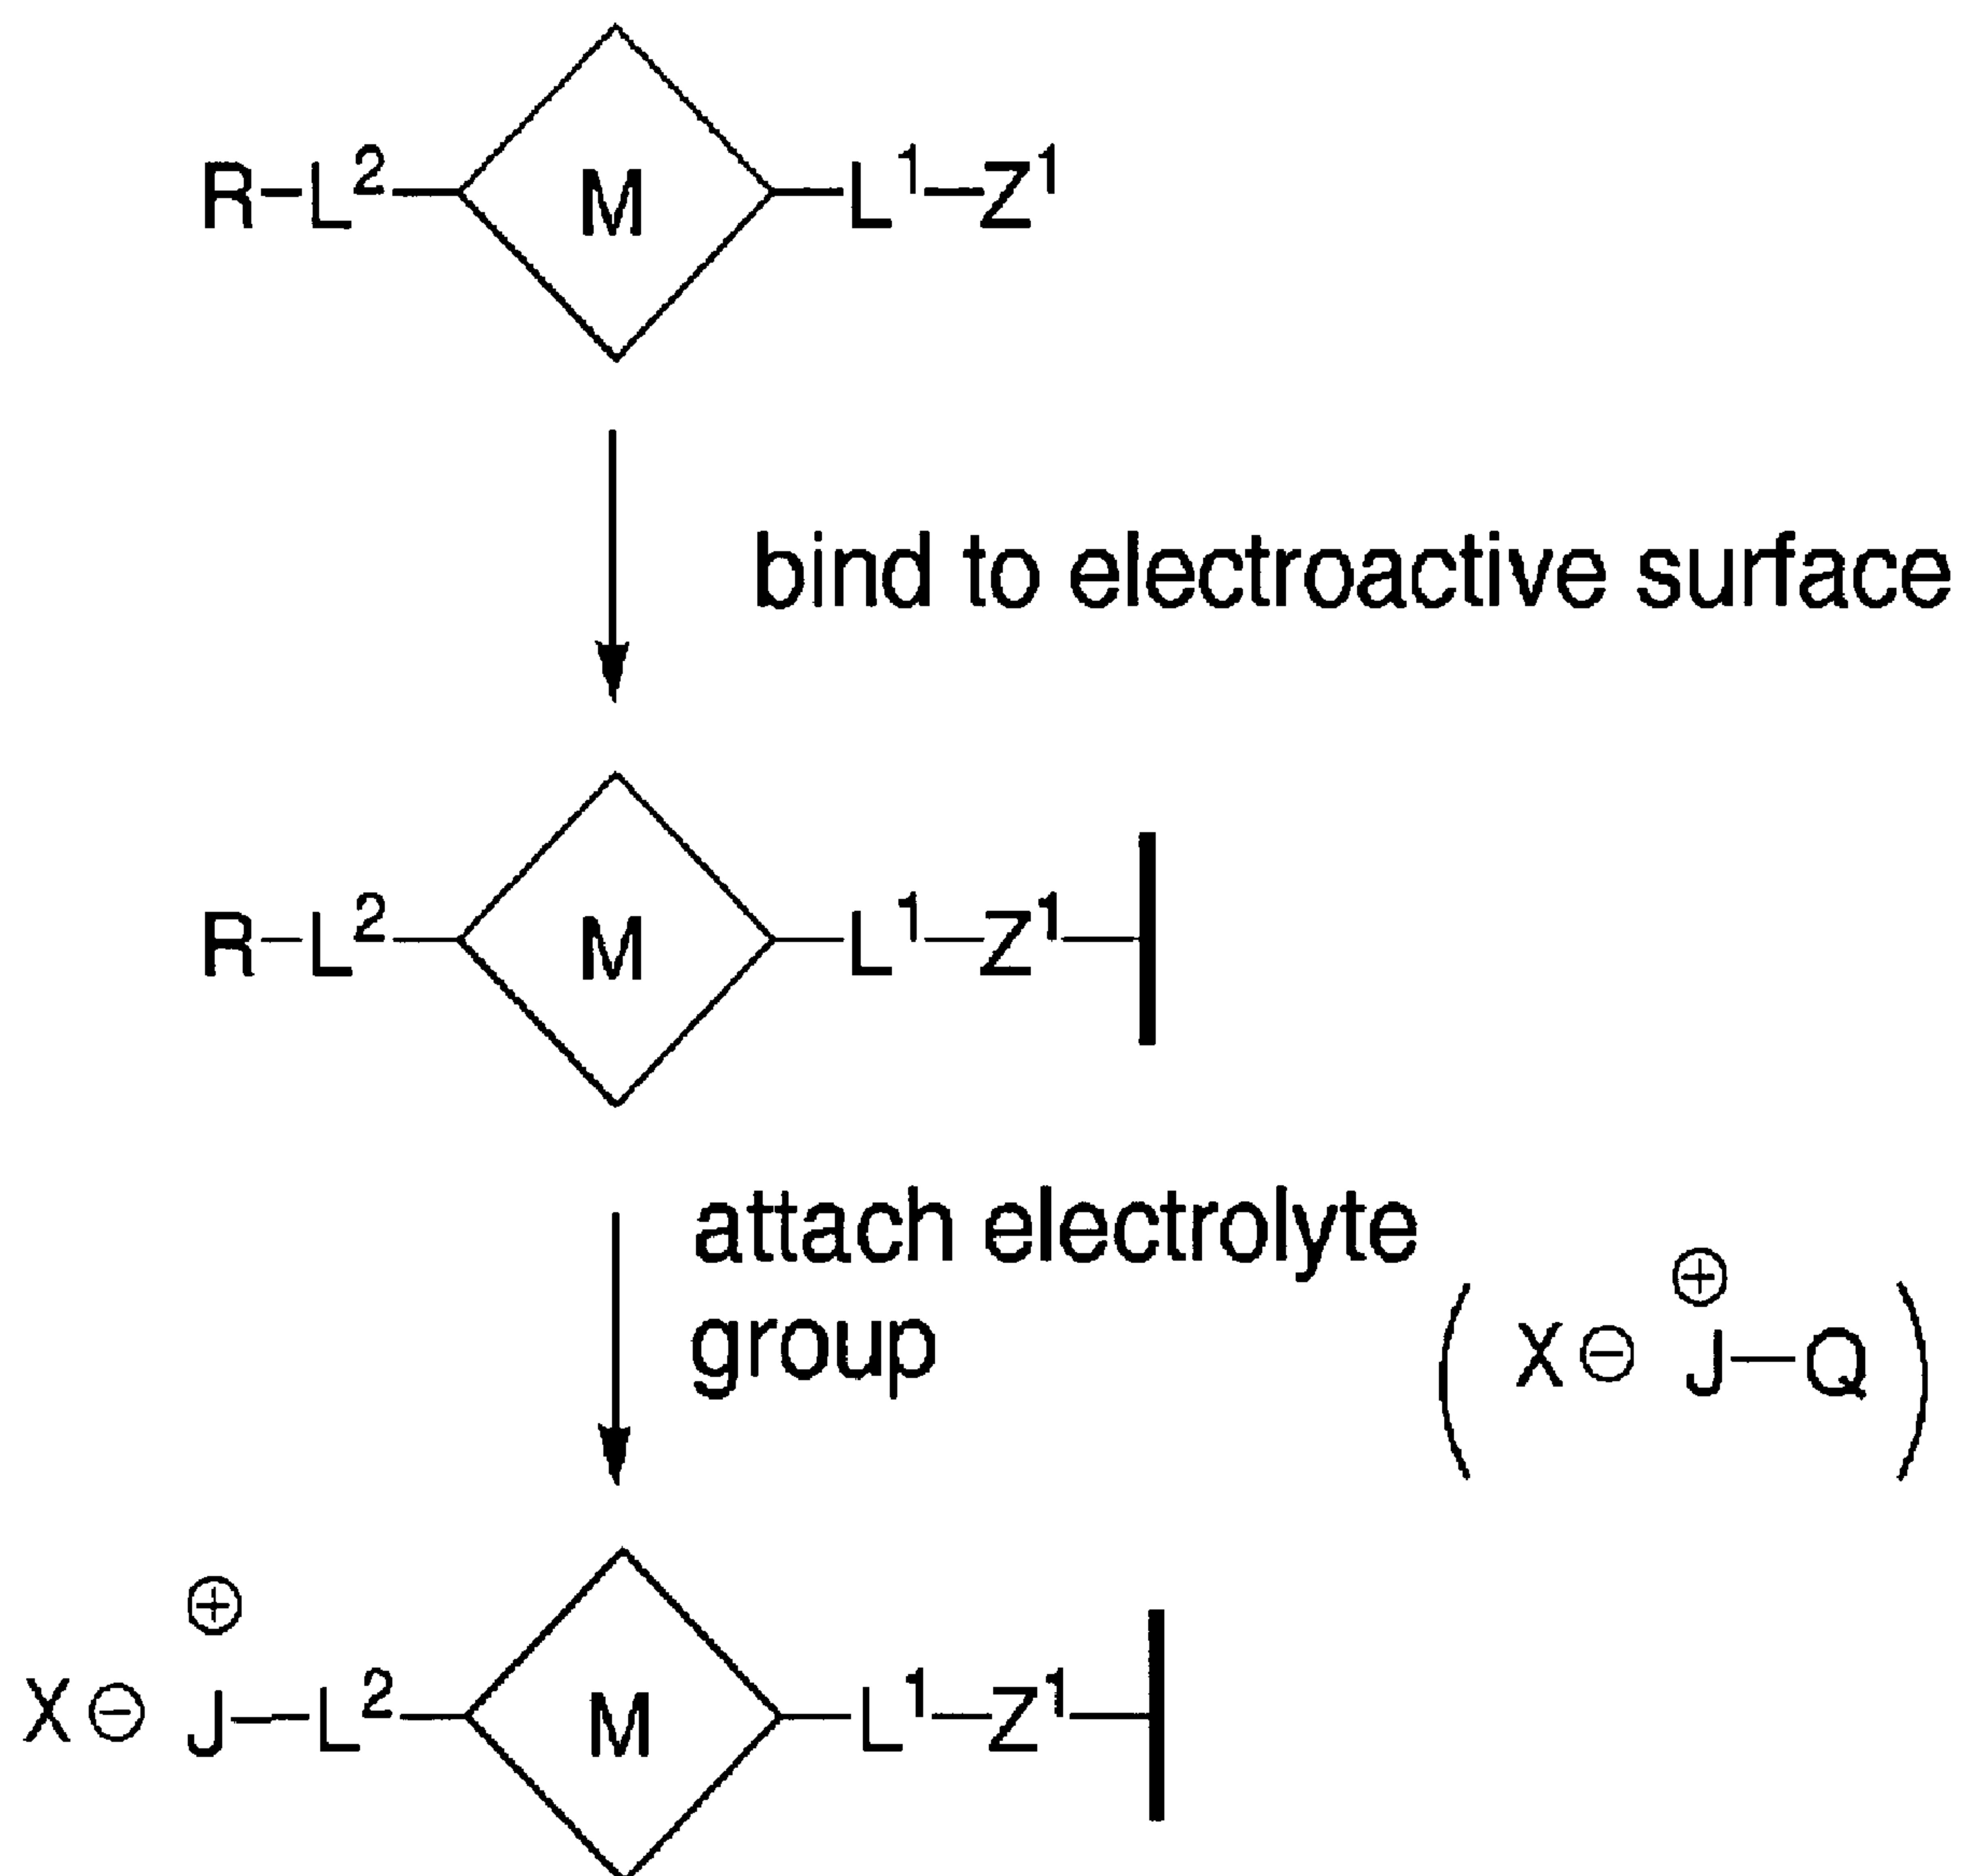 R–L² M L¹–Z¹
bind to electroactive surface
R–L² M L¹–Z¹
attach electrolyte
group
( X⊖ J⊕–Q )
X⊖ J⊕–L² M L¹–Z¹